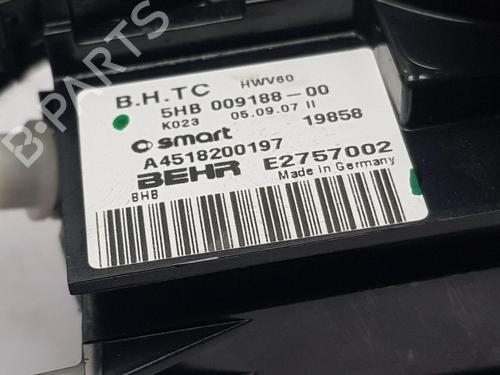 B-PARTS
B.H.TC HWV60
5HB 009188-00
K023 05.09.07 II 19858
smart
A4518200197
BEHR E2757002
Made in Germany
BHB